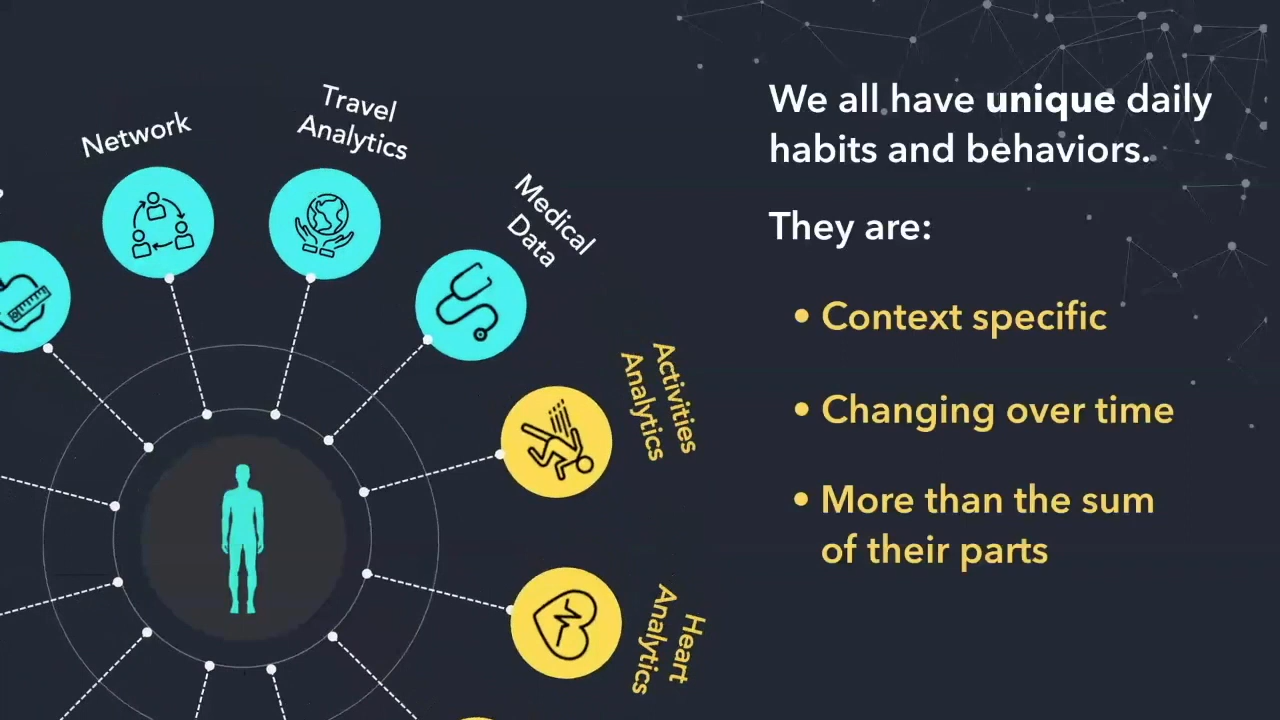 Network
Travel
Analytics
Medical
Data
Activities
Analytics
Heart
Analytics
We all have unique daily
habits and behaviors.
They are:
• Context specific
• Changing over time
• More than the sum
of their parts